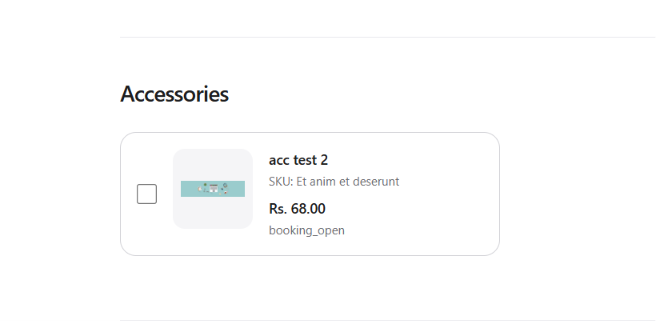 Accessories
acc test 2
SKU: Et anim et deserunt
Rs. 68.00
booking_open